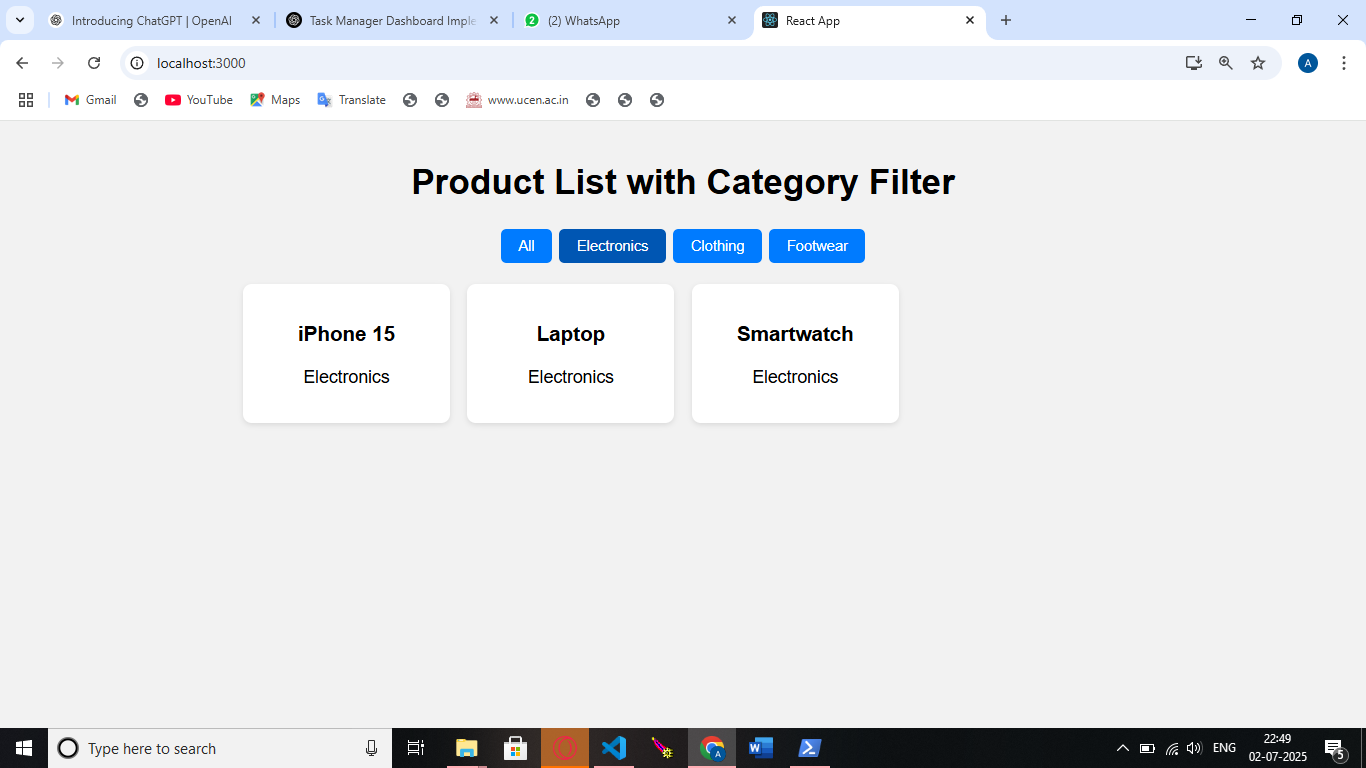 Introducing ChatGPT | OpenAI
Task Manager Dashboard Imple
2 (2) WhatsApp
React App
localhost:3000
A
Gmail
YouTube
Maps
Translate
www.ucen.ac.in
Product List with Category Filter
All Electronics Clothing Footwear
iPhone 15 Laptop Smartwatch
Electronics Electronics Electronics
Type here to search
A
W
ENG
22:49
02-07-2025
5